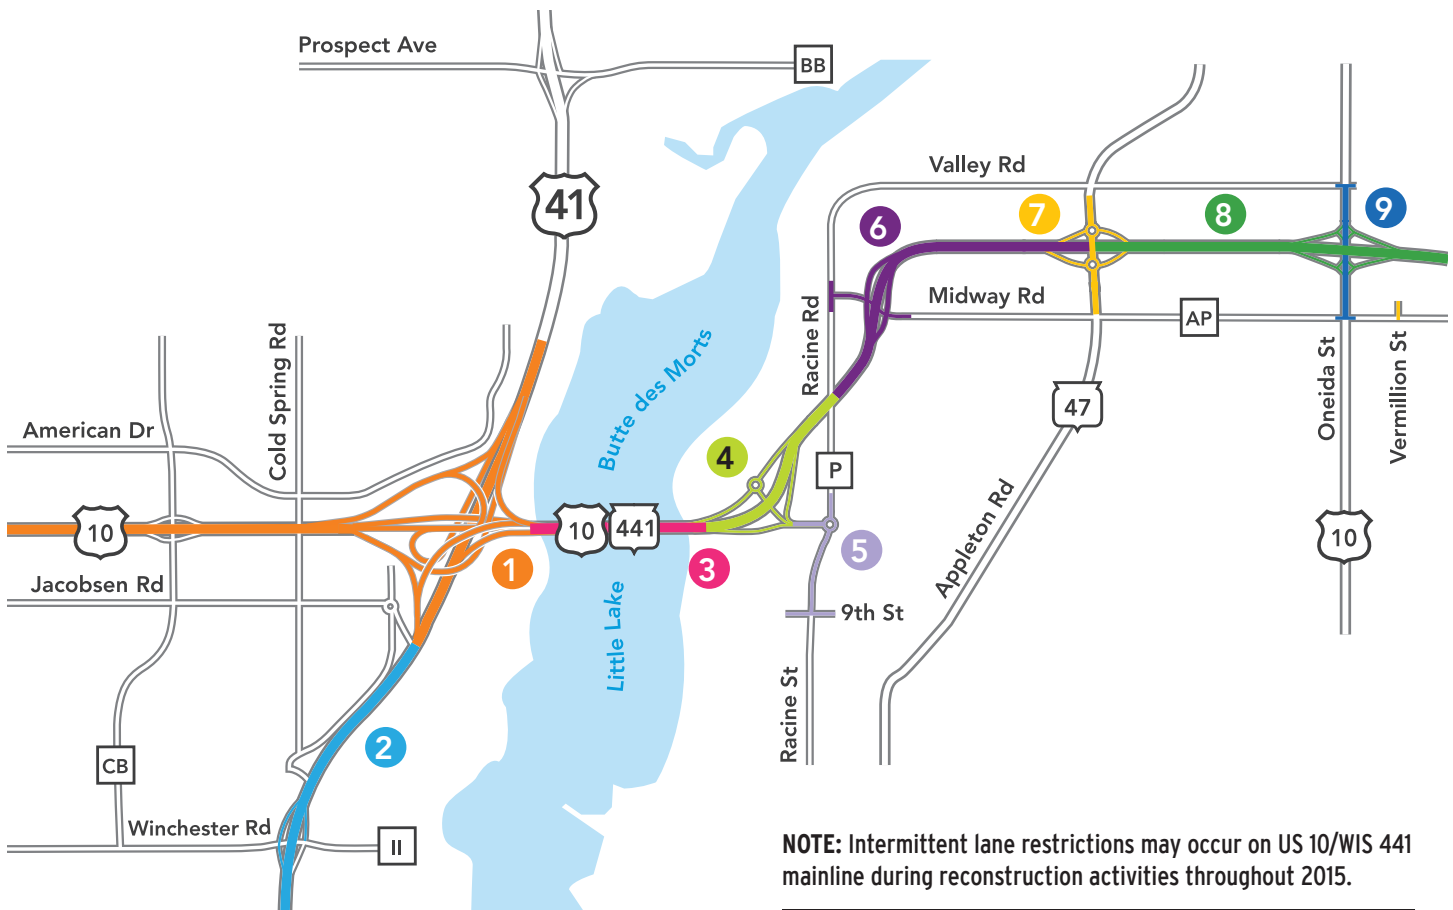 Prospect Ave
BB
41
Valley Rd
6
7
8
9
Midway Rd
AP
Racine Rd
Oneida St
Vermillion St
Cold Spring Rd
American Dr
Butte des Morts
47
4
P
10
10
441
10
1
3
5
Jacobsen Rd
Appleton Rd
9th St
Little Lake
Racine St
2
CB
Winchester Rd
II
NOTE: Intermittent lane restrictions may occur on US 10/WIS 441
mainline during reconstruction activities throughout 2015.